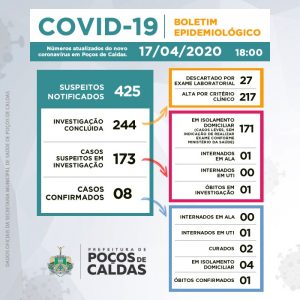 COVID-19
BOLETIM
EPIDEMIOLÓGICO
Números atualizados do novo
coronavírus em Poços de Caldas.
17/04/2020
18:00
SUSPEITOS
NOTIFICADOS
425
INVESTIGAÇÃO
CONCLUÍDA
244
CASOS
SUSPEITOS EM
INVESTIGAÇÃO
173
CASOS
CONFIRMADOS
08
DESCARTADO POR
EXAME LABORATORIAL
27
ALTA POR CRITÉRIO
CLÍNICO
217
EM ISOLAMENTO
DOMICILIAR
(CASOS LEVES, SEM
INDICAÇÃO DE REALIZAR
EXAME CONFORME
MINISTÉRIO DA SAÚDE)
171
INTERNADOS
EM ALA
01
INTERNADOS
EM UTI
00
ÓBITOS EM
INVESTIGAÇÃO
01
INTERNADOS EM ALA
00
INTERNADOS EM UTI
01
CURADOS
02
EM ISOLAMENTO
DOMICILIAR
04
ÓBITOS CONFIRMADOS
01
PREFEITURA DE
POÇOS
DE CALDAS
DADOS OFICIAIS DA SECRETARIA MUNICIPAL DE SAÚDE DE POÇOS DE CALDAS